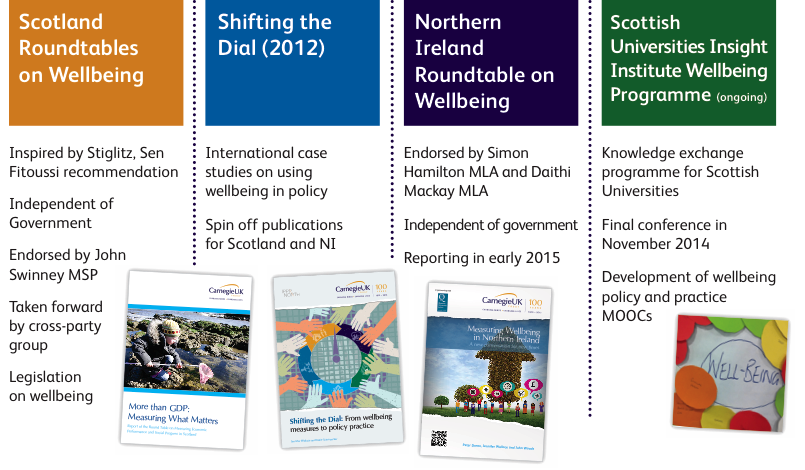 Scotland
Roundtables
on Wellbeing
Inspired by Stiglitz, Sen
Fitoussi recommendation
Independent of
Government
Endorsed by John
Swinney MSP
Taken forward
by cross-party
group
Legislation
on wellbeing
CarnegieUK
More than GDP:
Measuring What Matters
Shifting the
Dial (2012)
International case
studies on using
wellbeing in policy
Spin off publications
for Scotland and NI
CarnegieUK
100
Shifting the Dial: From wellbeing
measures to policy practice
Northern
Ireland
Roundtable on
Wellbeing
Endorsed by Simon
Hamilton MLA and Daithi
Mackay MLA
Independent of government
Reporting in early 2015
CarnegieUK
100
Measuring Wellbeing
in Northern Ireland
Scottish
Universities Insight
Institute Wellbeing
Programme (ongoing)
Knowledge exchange
programme for Scottish
Universities
Final conference in
November 2014
Development of wellbeing
policy and practice
MOOCs
WELL-BEING